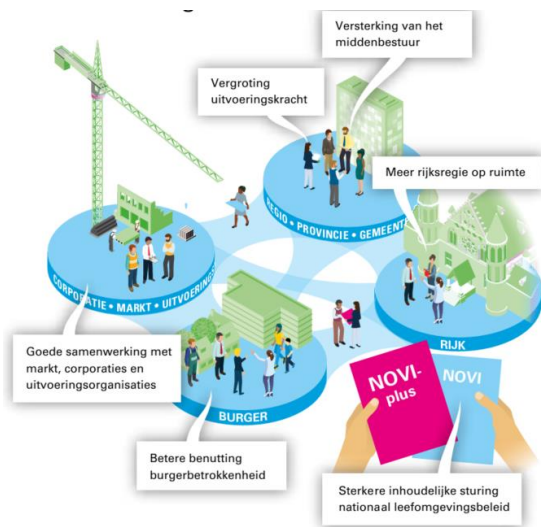 Versterking van het
middenbestuur
Vergroting
uitvoeringskracht
Meer rijksregie op ruimte
REGIO • PROVINCIE • GEMEENT
CORPORATIE • MARKT • UITVOERING
RIJK
Goede samenwerking met
markt, corporaties en
uitvoeringsorganisaties
BURGER
NOVI-
plus
NOVI
Betere benutting
burgerbetrokkenheid
Sterkere inhoudelijke sturing
nationaal leefomgevingsbeleid